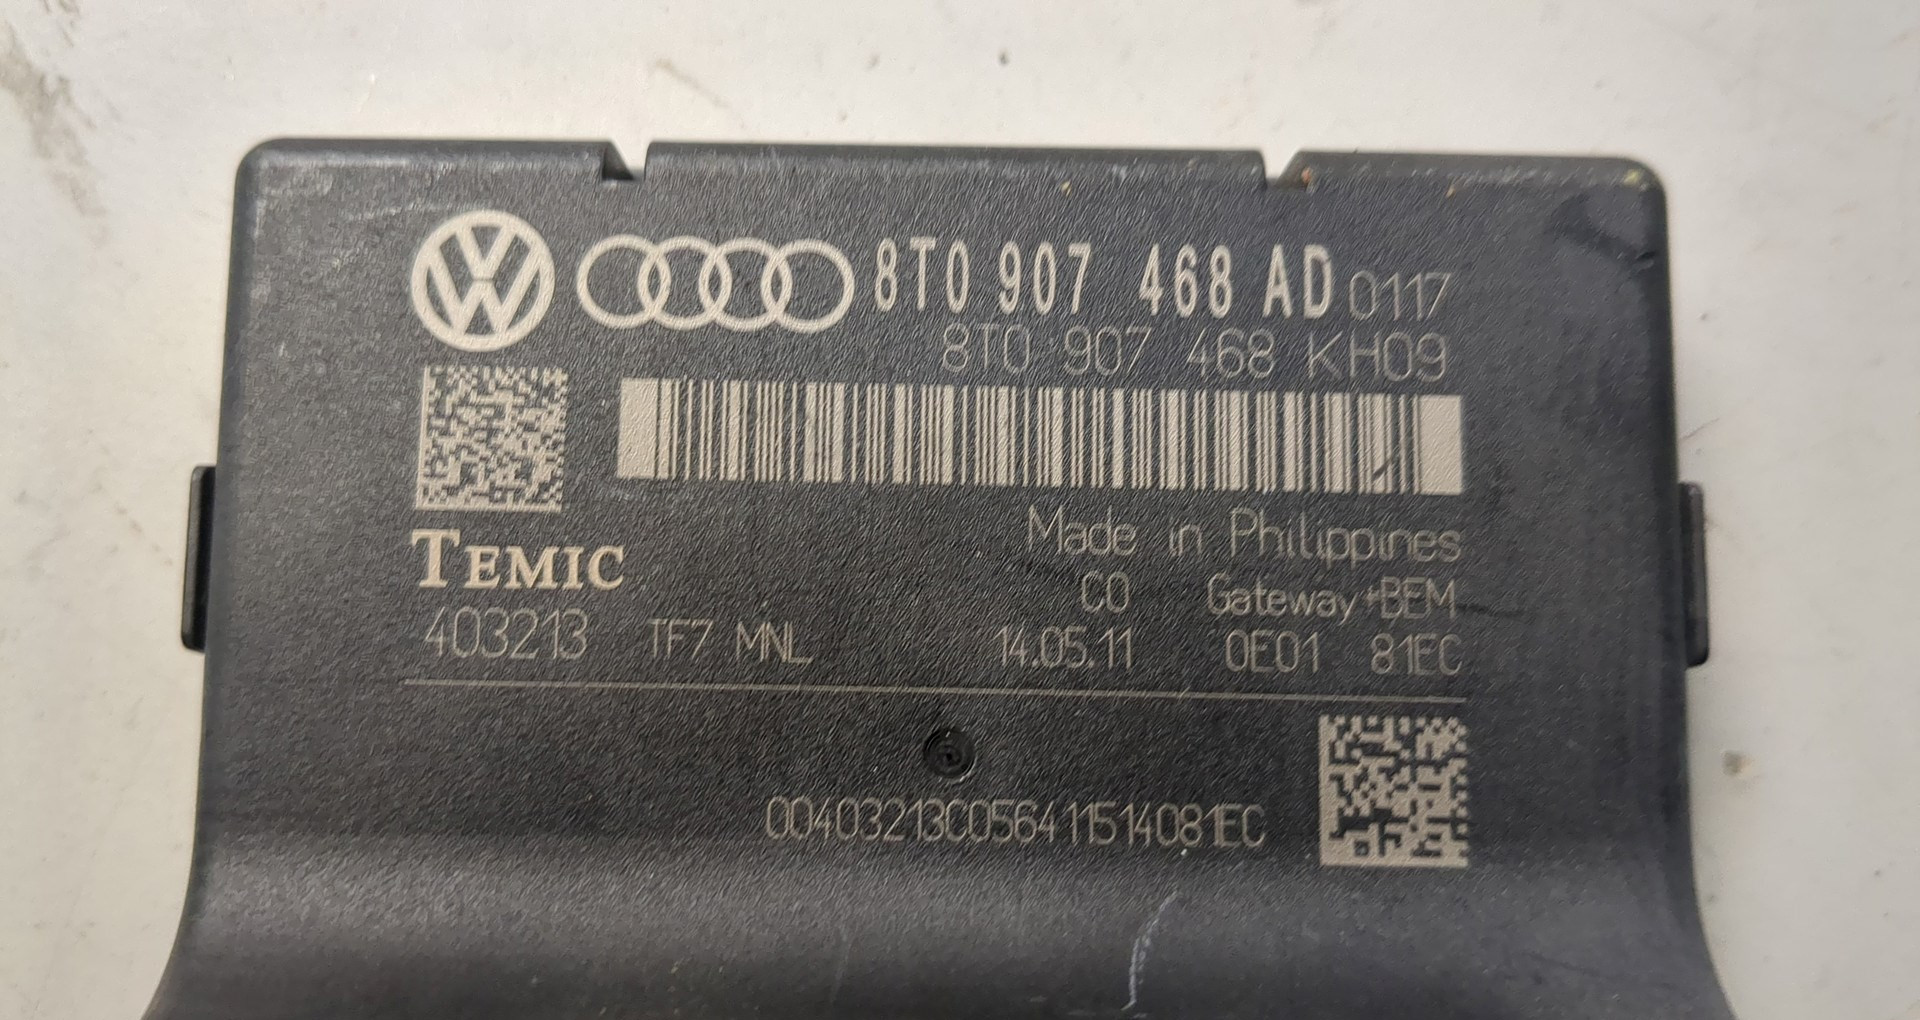 8T0 907 468 AD 0117
8T0 907 468 KH09
TEMIC
Made in Philippines
C0 Gateway+BEM
403213 TF7 MNL 14.05.11 0E01 81EC
00403213C056411514081EC